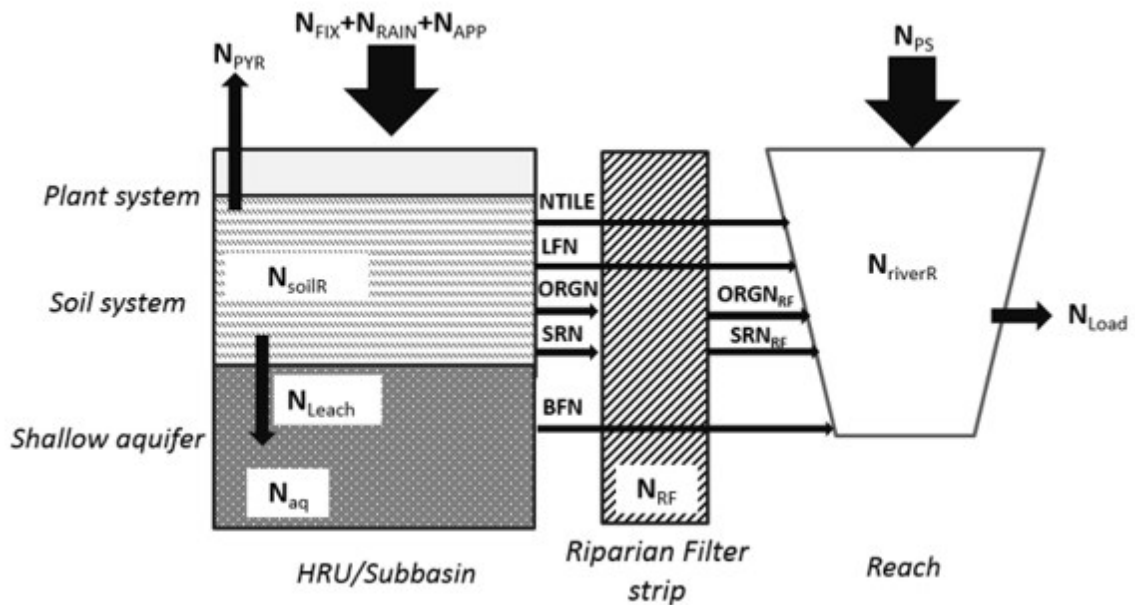 N_FIX+N_RAIN+N_APP
N_PS
N_PYR
Plant system
NTILE
LFN
N_soilR
N_riverR
ORGN
ORGN_RF
Soil system
N_Load
SRN
SRN_RF
N_Leach
BFN
Shallow aquifer
N_aq
N_RF
HRU/Subbasin
Riparian Filter
strip
Reach